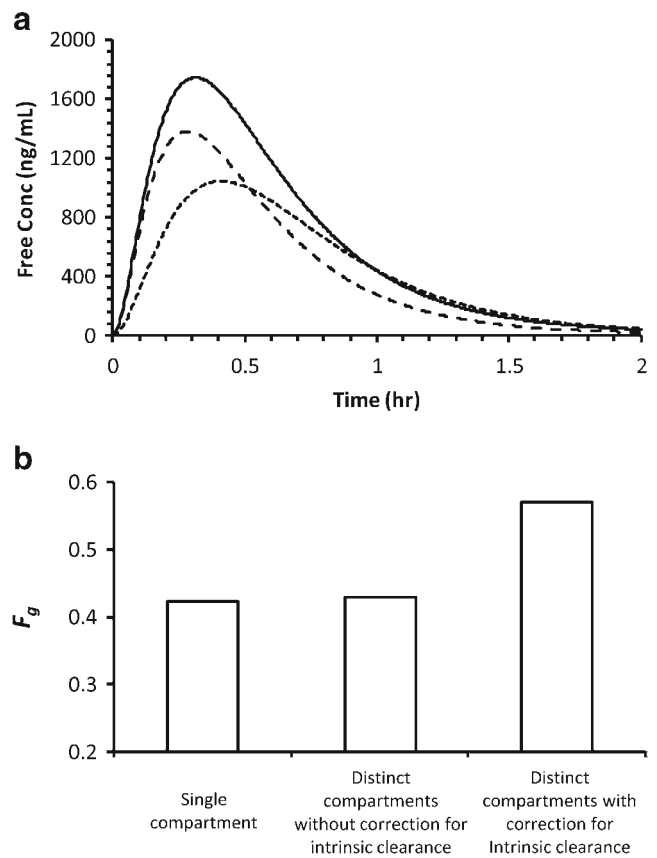 a
2000
1600
1200
800
400
0
Free Conc (ng/mL)
0 0.5 1 1.5 2
Time (hr)
b
0.6
0.5
0.4
0.3
0.2
Fg
Single
compartment
Distinct
compartments
without correction for
intrinsic clearance
Distinct
compartments with
correction for
Intrinsic clearance